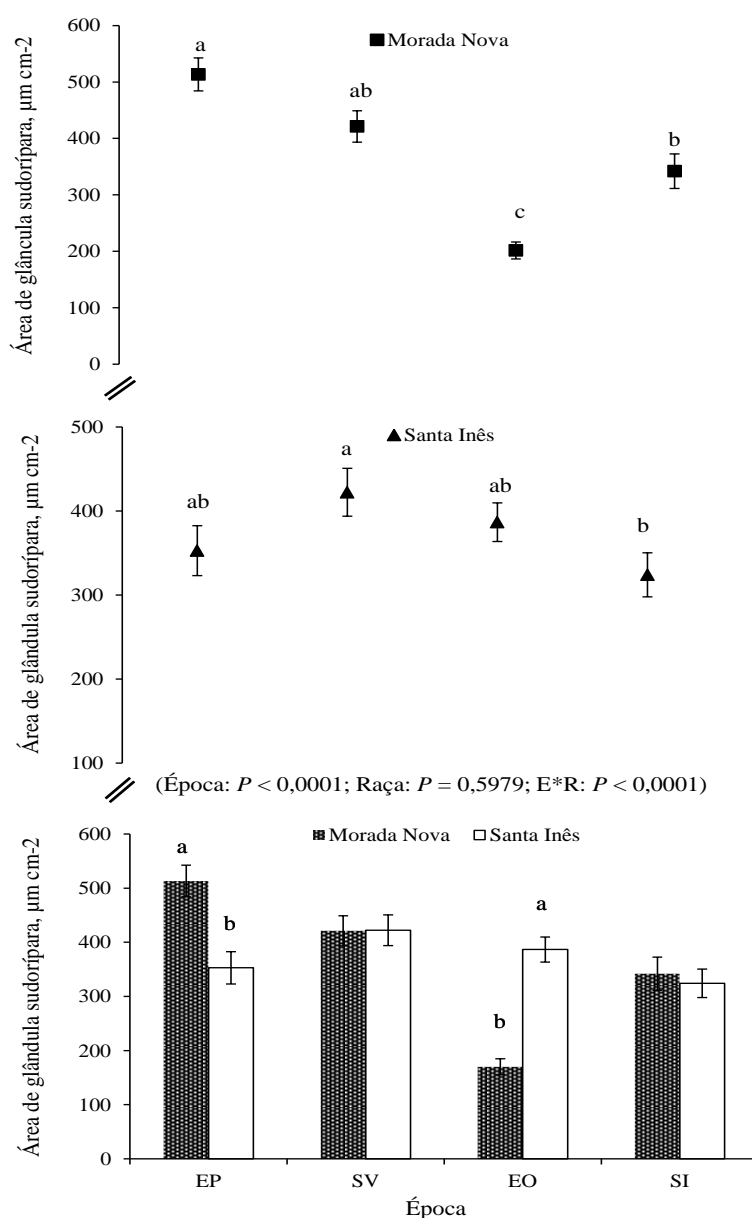 Área de glâncula sudorípara, µm cm-2
600
500
400
300
200
100
0
Morada Nova
a
ab
c
b
Área de glândula sudorípara, µm cm-2
500
400
300
200
100
Santa Inês
ab
a
ab
b
(Época: P < 0,0001; Raça: P = 0,5979; E*R: P < 0,0001)
Área de glândula sudorípara, µm cm-2
600
500
400
300
200
100
0
Morada Nova Santa Inês
a
b
b
a
EP SV EO SI
Época